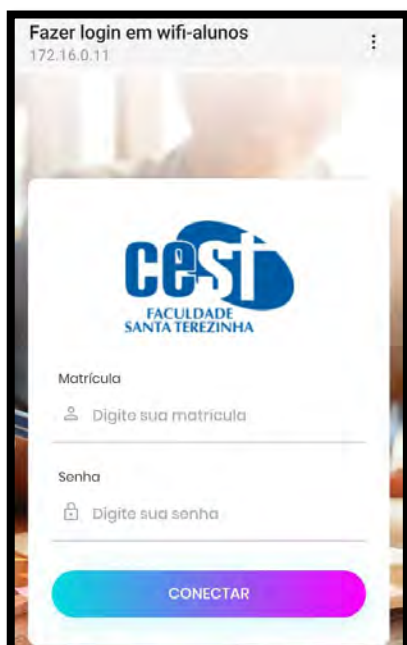 Fazer login em wifi-alunos
172.16.0.11
cest
FACULDADE
SANTA TEREZINHA
Matrícula
Digite sua matricula
Senha
Digite sua senha
CONECTAR